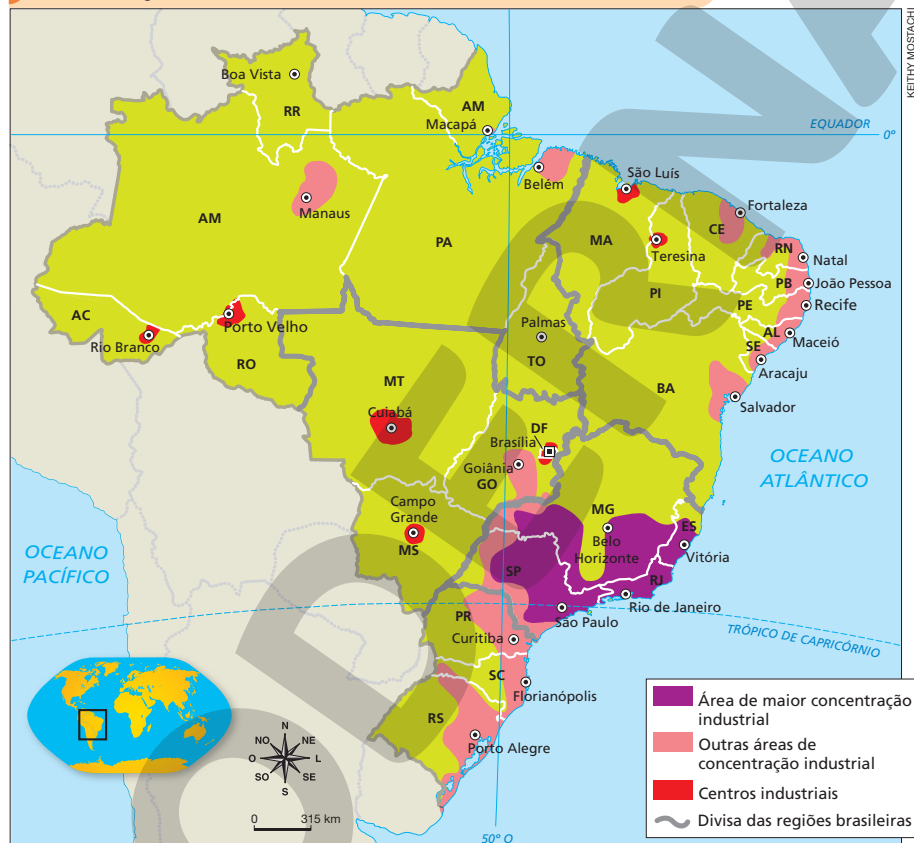 KEITHY MOSTACHI
Boa Vista
RR
AM
Macapá
EQUADOR
0°
Belém
São Luís
Fortaleza
Manaus
AM
PA
MA
CE
Teresina
RN
Natal
PB
João Pessoa
PI
PE
Recife
AC
Porto Velho
Rio Branco
RO
Palmas
TO
AL
Maceió
SE
Aracaju
MT
BA
Salvador
Cuiabá
DF
Brasília
Goiânia
GO
OCEANO
ATLÂNTICO
Campo
Grande
MS
MG
Belo
Horizonte
ES
Vitória
OCEANO
PACÍFICO
SP
RJ
Rio de Janeiro
São Paulo
PR
Curitiba
TRÓPICO DE CAPRICÓRNIO
SC
Florianópolis
RS
Porto Alegre
N
NO
NE
O
L
SO
SE
S
0
315 km
50° O
Área de maior concentração
industrial
Outras áreas de
concentração industrial
Centros industriais
Divisa das regiões brasileiras